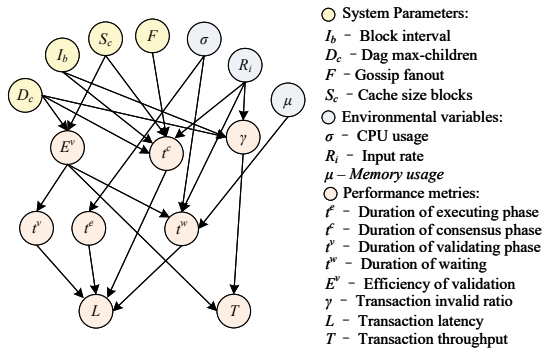 I_b
S_c
F
σ
R_i
D_c
μ
E^v
t^c
γ
t^v
t^e
t^w
L
T
System Parameters:
I_b - Block interval
D_c - Dag max-children
F - Gossip fanout
S_c - Cache size blocks
Environmental variables:
σ - CPU usage
R_i - Input rate
μ – Memory usage
Performance metries:
t^e - Duration of executing phase
t^c - Duration of consensus phase
t^v - Duration of validating phase
t^w - Duration of waiting
E^v - Efficiency of validation
γ - Transaction invalid ratio
L - Transaction latency
T - Transaction throughput